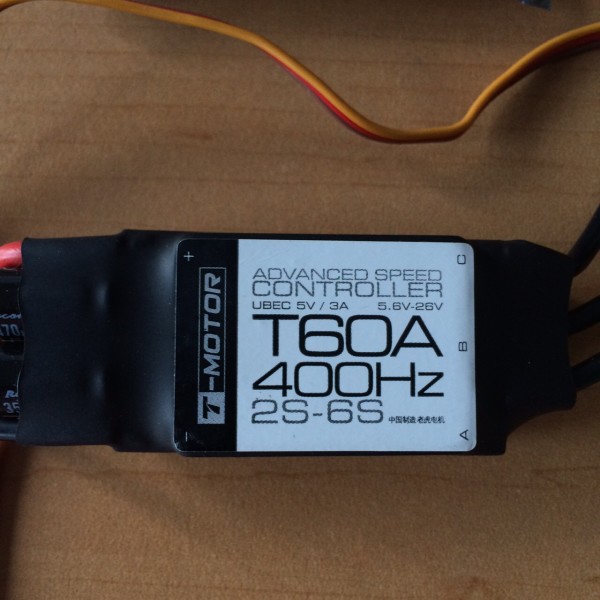 +
T-MOTOR
-
ADVANCED SPEED
CONTROLLER
UBEC 5V / 3A 5.6V-26V
T60A
400Hz
2S-6S 中国制造 老虎电机
C
B
A